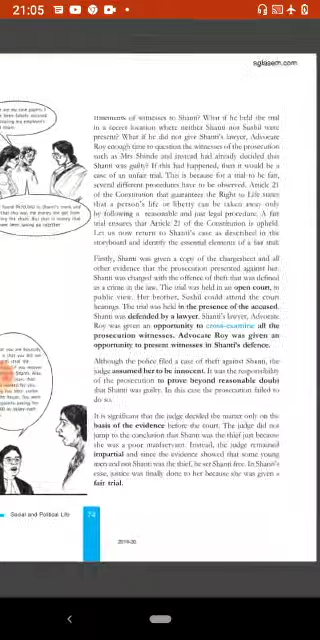 21:05
sglasem.com
statements of witnesses to Shanti? What if he held the trial
in a secret location where neither Shanti nor Sushil were
present? What if he did not give Shanti's lawyer, Advocate
Roy enough time to question the witnesses of the prosecution
such as Mrs Shinde and instead had already decided that
Shanti was guilty? If this had happened, then it would be a
case of an unfair trial. This is because for a trial to be fair,
several different procedures have to be observed. Article 21
of the Constitution that guarantees the Right to Life states
that a person's life or liberty can be taken away only
by following a reasonable and just legal procedure. A fair
trial ensures that Article 21 of the Constitution is upheld.
Let us now return to Shanti's case as described in the
storyboard and identify the essential elements of a fair trial:
Firstly, Shanti was given a copy of the chargesheet and all
other evidence that the prosecution presented against her.
Shanti was charged with the offence of theft that was defined
as a crime in the law. The trial was held in an open court, in
public view. Her brother, Sushil could attend the court
hearings. The trial was held in the presence of the accused.
Shanti was defended by a lawyer. Shanti's lawyer, Advocate
Roy was given an opportunity to cross-examine all the
prosecution witnesses. Advocate Roy was given an
opportunity to present witnesses in Shanti's defence.
Although the police filed a case of theft against Shanti, the
judge assumed her to be innocent. It was the responsibility
of the prosecution to prove beyond reasonable doubt
that Shanti was guilty. In this case the prosecution failed to
do so.
It is significant that the judge decided the matter only on the
basis of the evidence before the court. The judge did not
jump to the conclusion that Shanti was the thief just because
she was a poor maidservant. Instead, the judge remained
impartial and since the evidence showed that some young
men and not Shanti was the thief, he set Shanti free. In Shanti's
case, justice was finally done to her because she was given a
fair trial.
Social and Political Life 74
2019-20